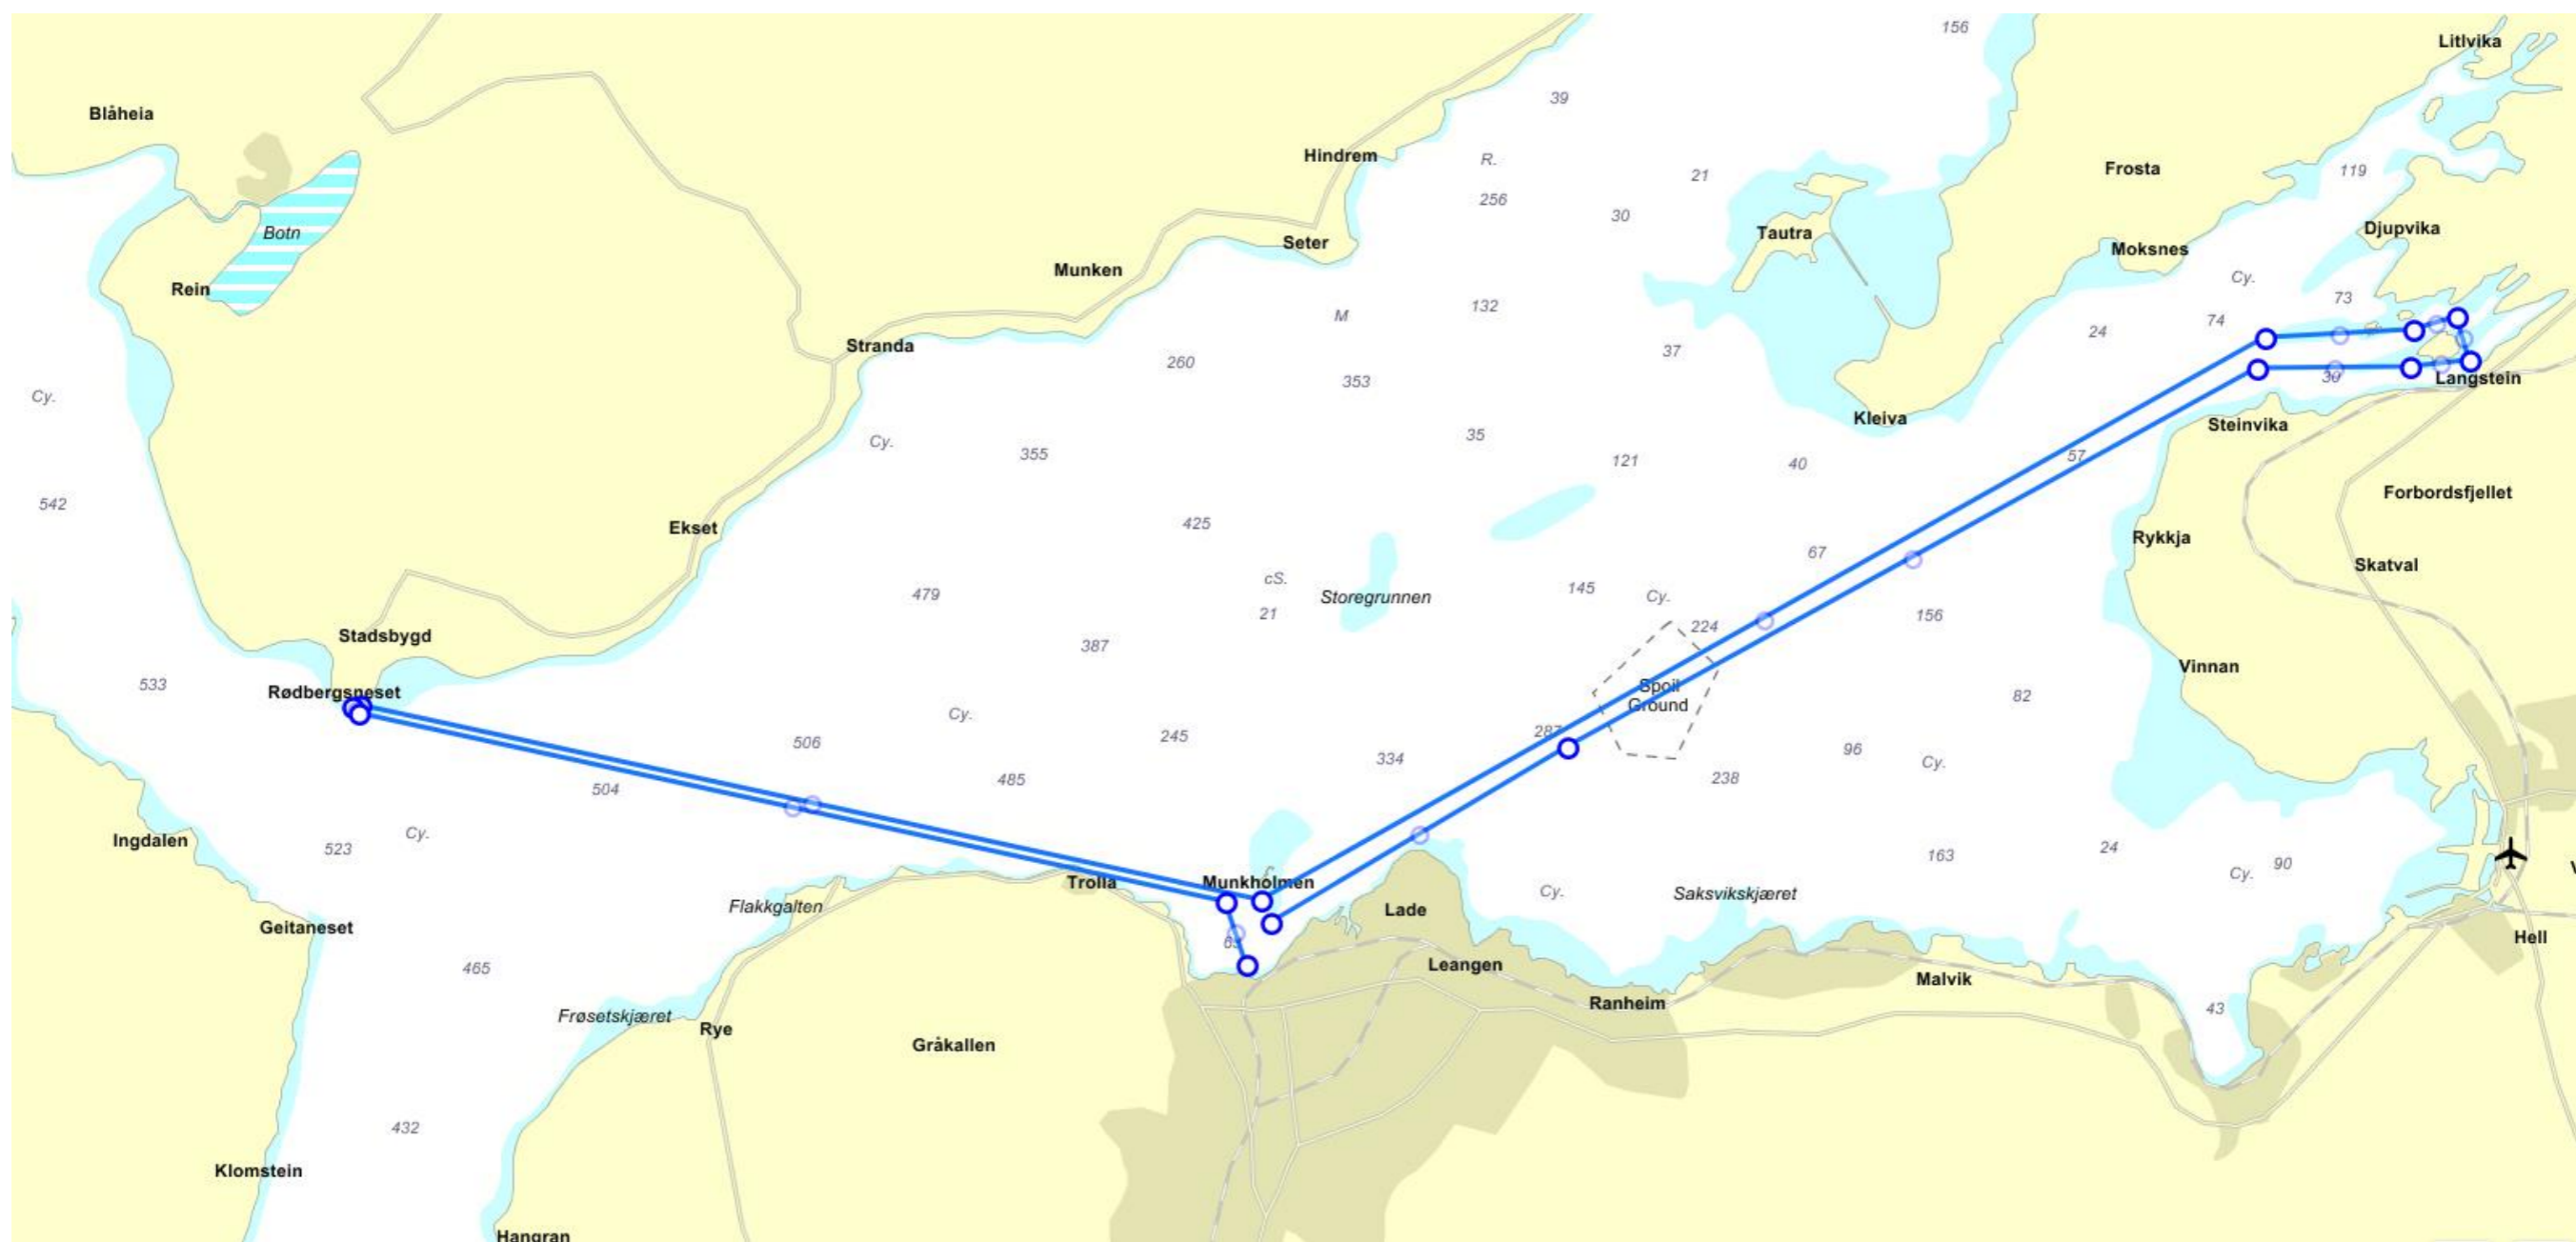 156
Litlvika
39
Blåheia
Hindrem
R.
21
Frosta
119
256
30
Tautra
Djupvika
Botn
Seter
Moksnes
Munken
Cy.
Rein
73
132
M
74
24
Stranda
37
260
353
30
Langstein
Cy.
Kleiva
Steinvika
35
Cy.
355
121
40
57
Forbordsfjellet
542
425
Ekset
Rykkja
67
Skatval
cS.
145
Cy.
479
Storegrunnen
21
156
224
Stadsbygd
387
Vinnan
533
Rødbergsneset
Spoil
Ground
82
Cy.
287
245
506
96
334
Cy.
485
238
504
Cy.
Ingdalen
523
24
163
90
Cy.
Trolla
Munkholmen
Cy.
Saksvikskjæret
Flakkgalten
Lade
Geitaneset
Hell
Leangen
465
Malvik
Ranheim
43
Frøsetskjæret
Rye
Gråkallen
432
Klomstein
Hangran